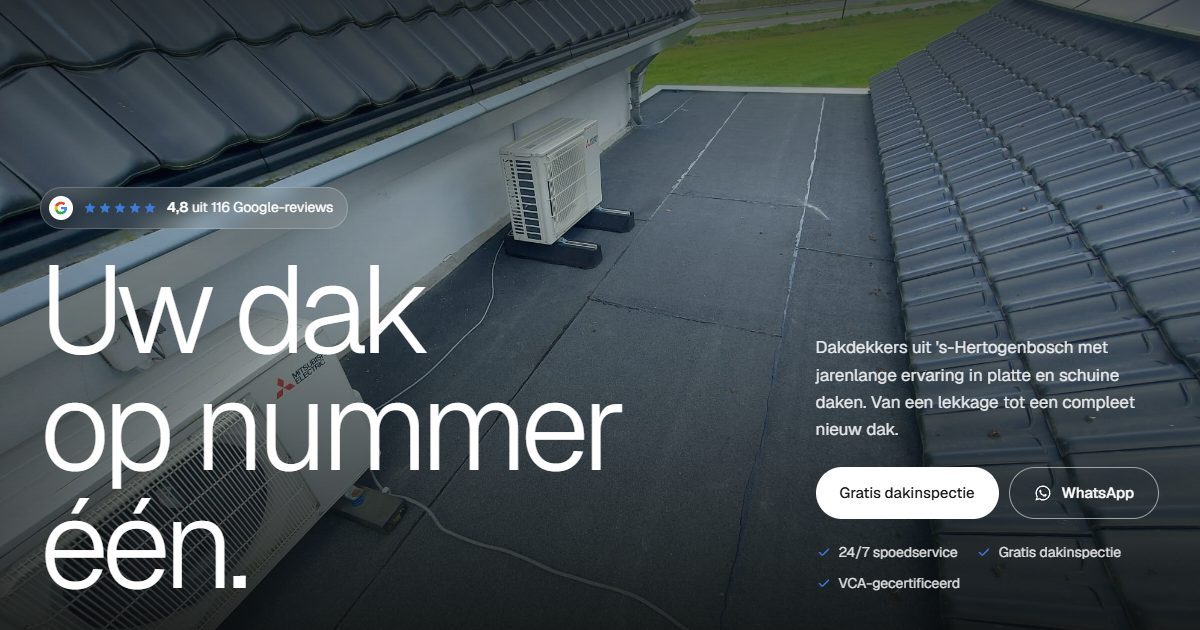 4,8 uit 116 Google-reviews
Uw dak
op nummer
één.
MITSUBISHI
ELECTRIC
Dakdekkers uit 's-Hertogenbosch met
jarenlange ervaring in platte en schuine
daken. Van een lekkage tot een compleet
nieuw dak.
Gratis dakinspectie
WhatsApp
24/7 spoedservice
Gratis dakinspectie
VCA-gecertificeerd